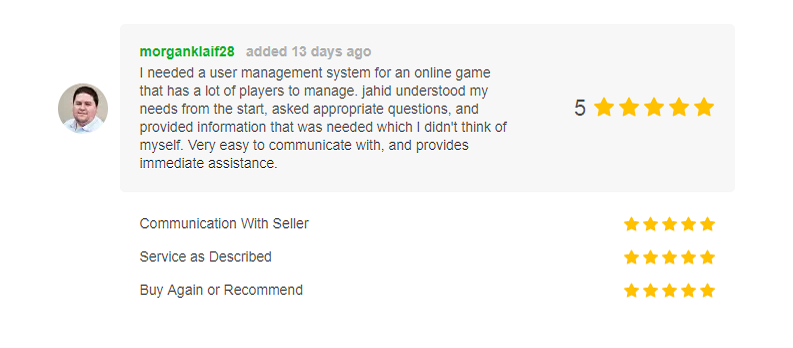 morganklaif28 added 13 days ago
I needed a user management system for an online game
that has a lot of players to manage. jahid understood my
needs from the start, asked appropriate questions, and
provided information that was needed which I didn't think of
myself. Very easy to communicate with, and provides
immediate assistance.
5
Communication With Seller
Service as Described
Buy Again or Recommend